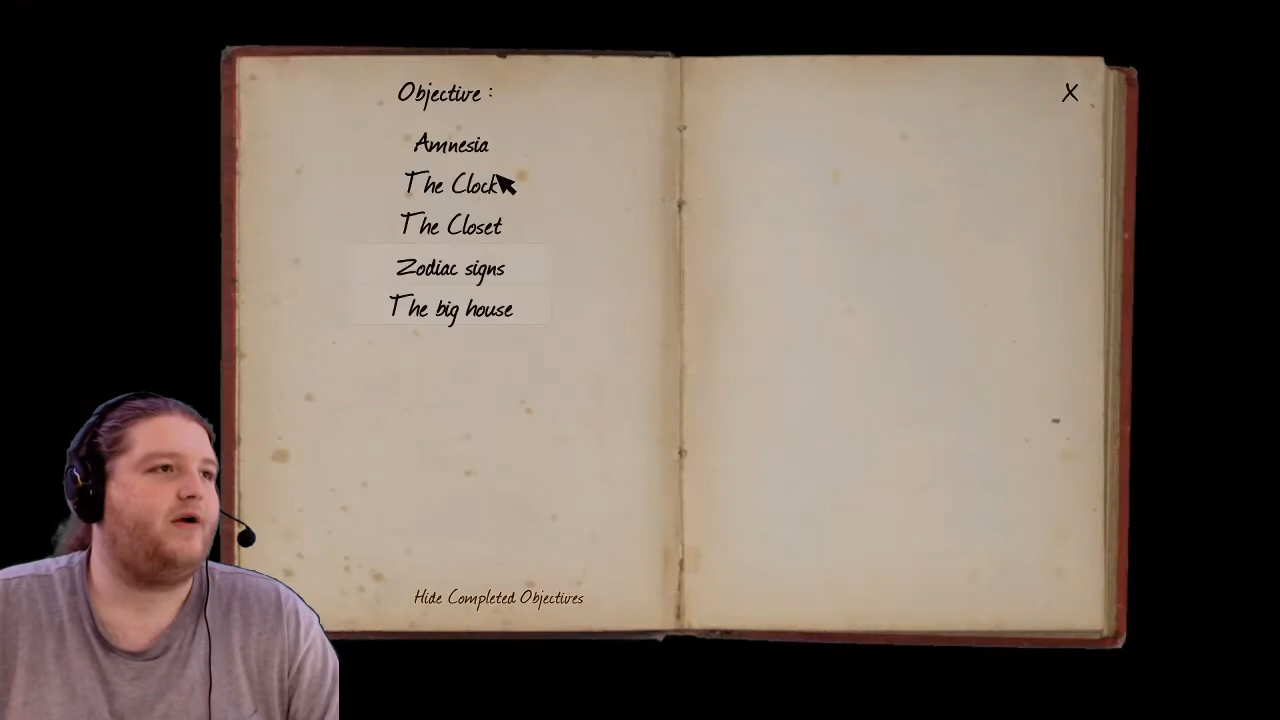 Objective :
X
Amnesia
The Clock
The Closet
Zodiac signs
The big house
Hide Completed Objectives